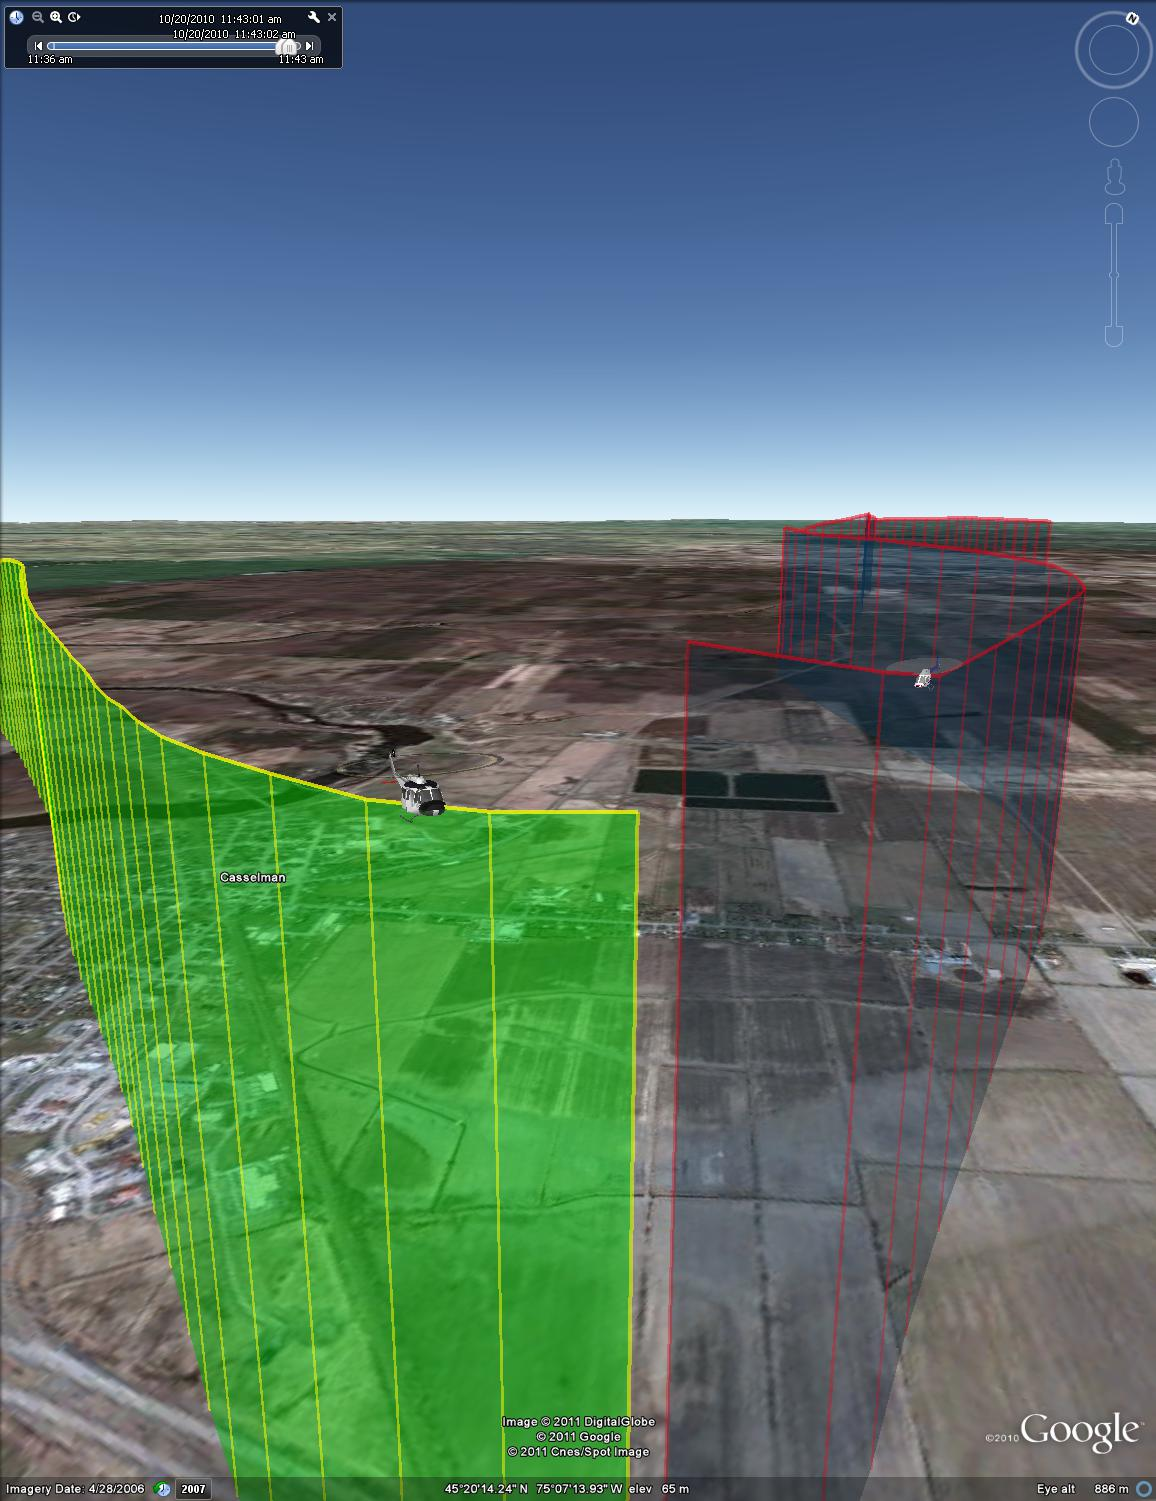 10/20/2010 11:43:01 am
10/20/2010 11:43:02 am
11:36 am 11:43 am
N
Casselman
Image © 2011 DigitalGlobe
© 2011 Google
© 2011 Cnes/Spot Image
©2010 Google™
Imagery Date: 4/28/2006 2007 45°20'14.24" N 75°07'13.93" W elev 65 m Eye alt 886 m